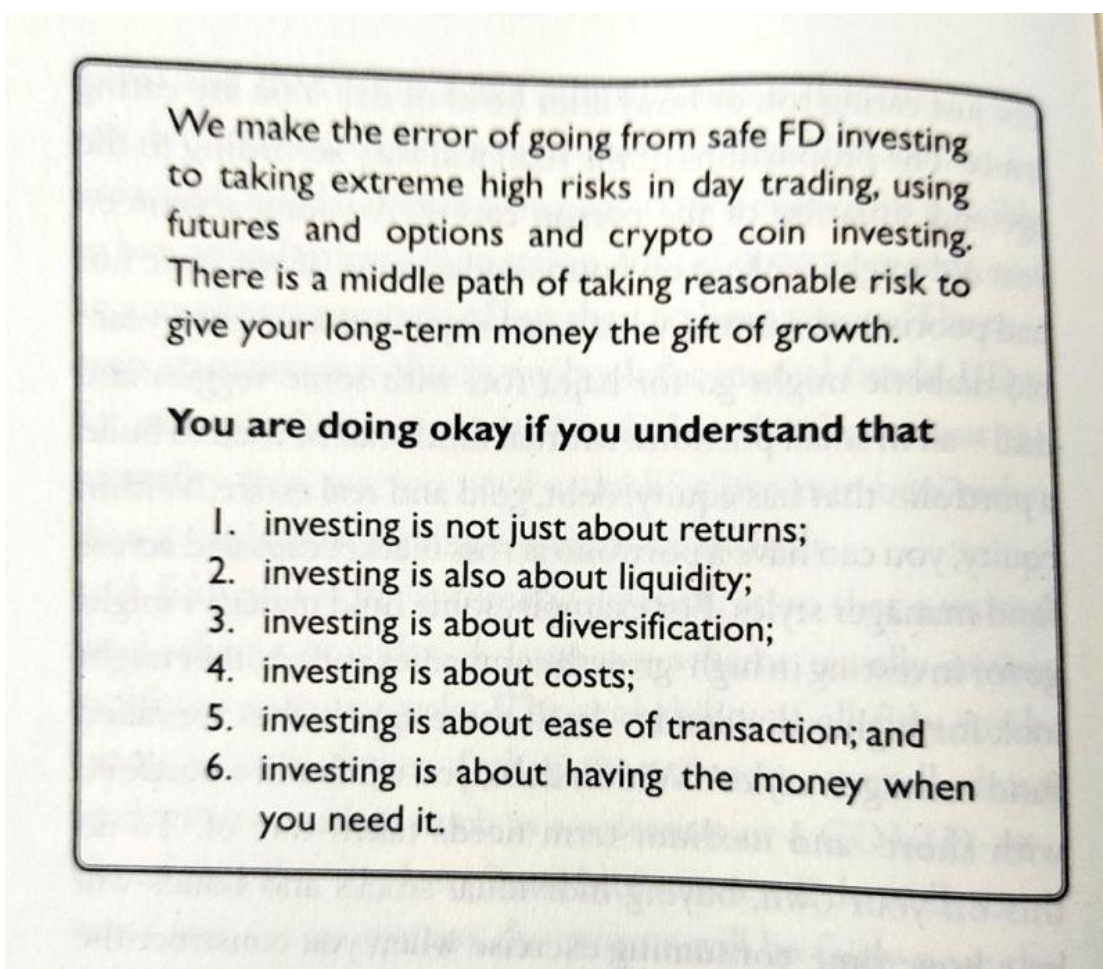 We make the error of going from safe FD investing
to taking extreme high risks in day trading, using
futures and options and crypto coin investing.
There is a middle path of taking reasonable risk to
give your long-term money the gift of growth.
You are doing okay if you understand that
1. investing is not just about returns;
2. investing is also about liquidity;
3. investing is about diversification;
4. investing is about costs;
5. investing is about ease of transaction; and
6. investing is about having the money when
you need it.